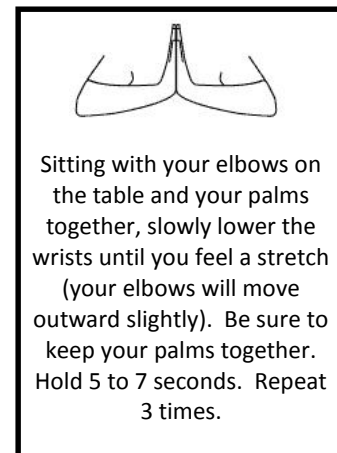 Sitting with your elbows on
the table and your palms
together, slowly lower the
wrists until you feel a stretch
(your elbows will move
outward slightly).  Be sure to
keep your palms together.
Hold 5 to 7 seconds.  Repeat
3 times.